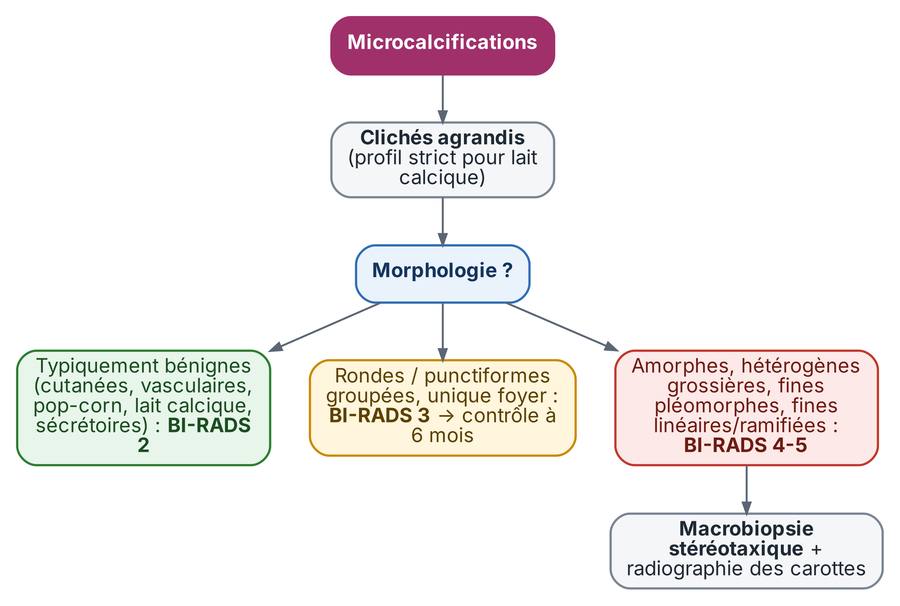 Microcalcifications
Clichés agrandis
(profil strict pour lait
calcique)
Morphologie ?
Typiquement bénignes
(cutanées, vasculaires,
pop-corn, lait calcique,
sécrétoires) : BI-RADS
2
Rondes / punctiformes
groupées, unique foyer :
BI-RADS 3 → contrôle à
6 mois
Amorphes, hétérogènes
grossières, fines
pléomorphes, fines
linéaires/ramifiées :
BI-RADS 4-5
Macrobiopsie
stéréotaxique +
radiographie des carottes